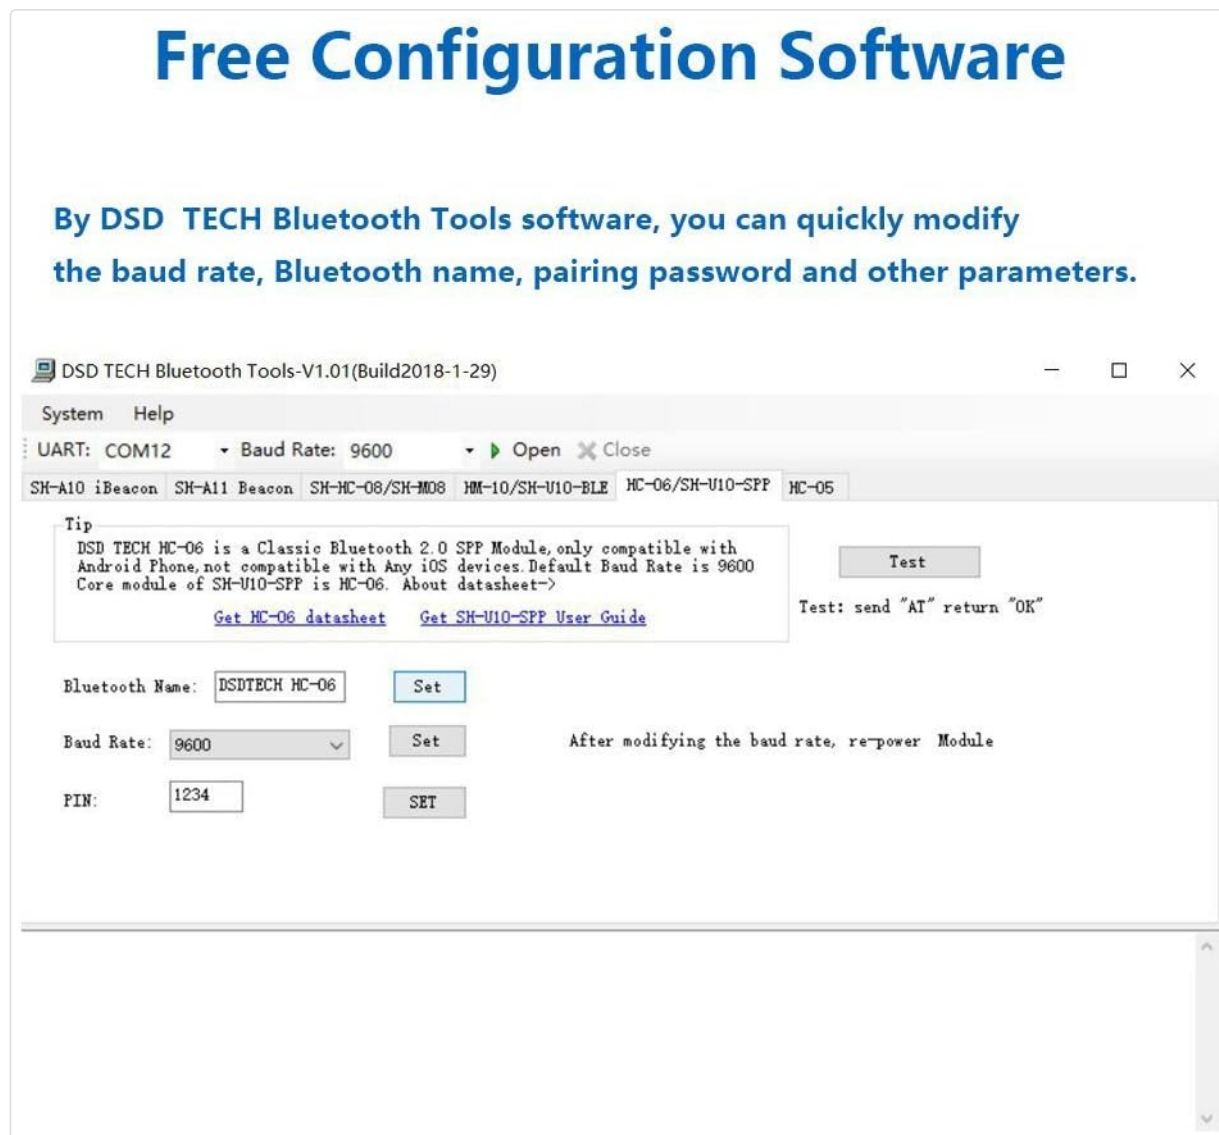 Free Configuration Software
By DSD TECH Bluetooth Tools software, you can quickly modify
the baud rate, Bluetooth name, pairing password and other parameters.
DSD TECH Bluetooth Tools-V1.01(Build2018-1-29)
System Help
UART: COM12 Baud Rate: 9600 Open Close
SH-A10 iBeacon SH-A11 Beacon SH-HC-08/SH-M08 HM-10/SH-U10-BLE HC-06/SH-U10-SPP HC-05
Tip
DSD TECH HC-06 is a Classic Bluetooth 2.0 SPP Module,only compatible with
Android Phone,not compatible with Any iOS devices.Default Baud Rate is 9600
Core module of SH-U10-SPP is HC-06. About datasheet->
Get HC-06 datasheet Get SH-U10-SPP User Guide
Test
Test: send "AT" return "OK"
Bluetooth Name: DSDTECH HC-06 Set
Baud Rate: 9600 Set After modifying the baud rate, re-power Module
PIN: 1234 SET